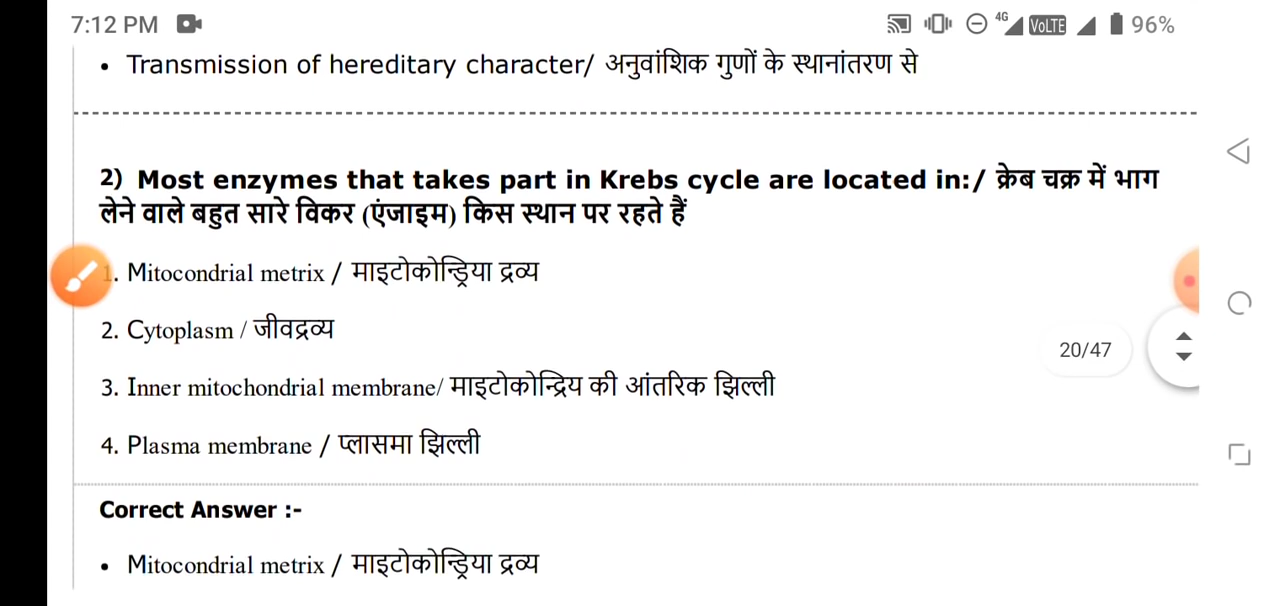 7:12 PM 4G VoLTE 96%
• Transmission of hereditary character/ अनुवांशिक गुणों के स्थानांतरण से
2) Most enzymes that takes part in Krebs cycle are located in:/ क्रेब चक्र में भाग
लेने वाले बहुत सारे विकर (एंजाइम) किस स्थान पर रहते हैं
1. Mitocondrial metrix / माइटोकोन्ड्रिया द्रव्य
2. Cytoplasm / जीवद्रव्य
20/47
3. Inner mitochondrial membrane/ माइटोकोन्द्रिय की आंतरिक झिल्ली
4. Plasma membrane / प्लासमा झिल्ली
Correct Answer :-
• Mitocondrial metrix / माइटोकोन्ड्रिया द्रव्य